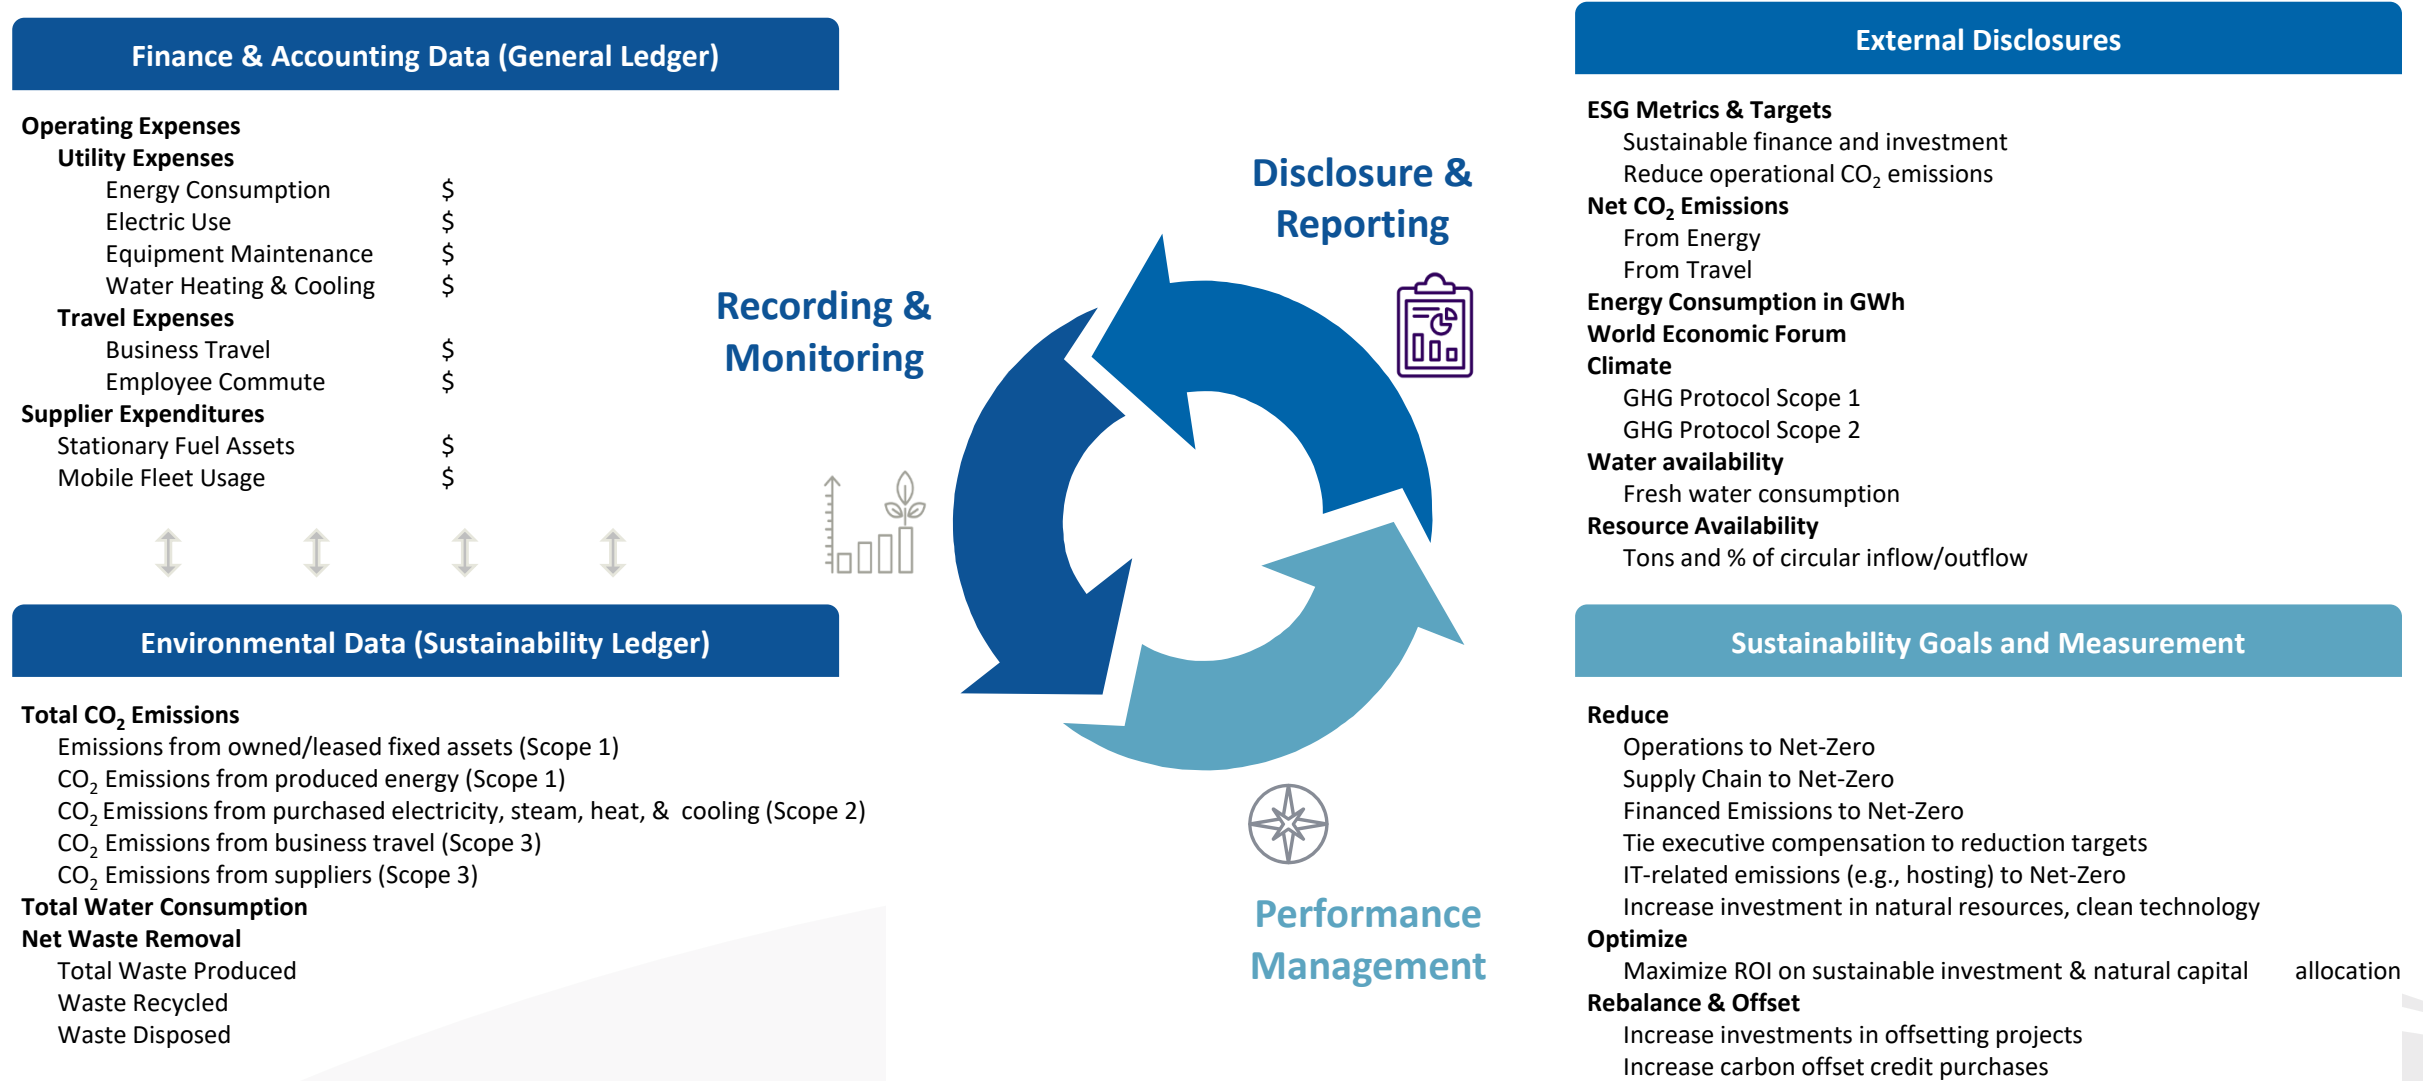 Finance & Accounting Data (General Ledger)
Operating Expenses
Utility Expenses
Energy Consumption $
Electric Use $
Equipment Maintenance $
Water Heating & Cooling $
Travel Expenses
Business Travel $
Employee Commute $
Supplier Expenditures
Stationary Fuel Assets $
Mobile Fleet Usage $
Environmental Data (Sustainability Ledger)
Total CO₂ Emissions
Emissions from owned/leased fixed assets (Scope 1)
CO₂ Emissions from produced energy (Scope 1)
CO₂ Emissions from purchased electricity, steam, heat, & cooling (Scope 2)
CO₂ Emissions from business travel (Scope 3)
CO₂ Emissions from suppliers (Scope 3)
Total Water Consumption
Net Waste Removal
Total Waste Produced
Waste Recycled
Waste Disposed
Recording &
Monitoring
Disclosure &
Reporting
Performance
Management
External Disclosures
ESG Metrics & Targets
Sustainable finance and investment
Reduce operational CO₂ emissions
Net CO₂ Emissions
From Energy
From Travel
Energy Consumption in GWh
World Economic Forum
Climate
GHG Protocol Scope 1
GHG Protocol Scope 2
Water availability
Fresh water consumption
Resource Availability
Tons and % of circular inflow/outflow
Sustainability Goals and Measurement
Reduce
Operations to Net-Zero
Supply Chain to Net-Zero
Financed Emissions to Net-Zero
Tie executive compensation to reduction targets
IT-related emissions (e.g., hosting) to Net-Zero
Increase investment in natural resources, clean technology
Optimize
Maximize ROI on sustainable investment & natural capital allocation
Rebalance & Offset
Increase investments in offsetting projects
Increase carbon offset credit purchases